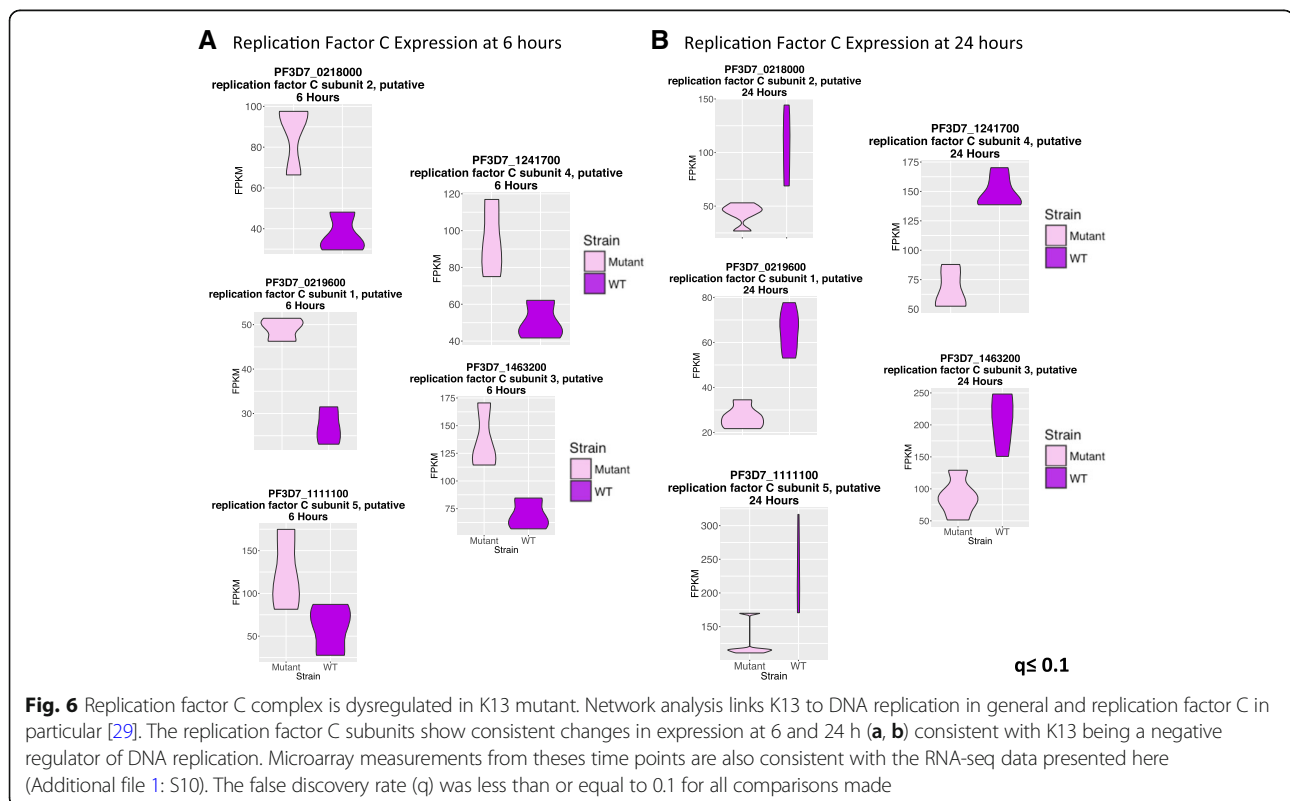 A Replication Factor C Expression at 6 hours
PF3D7_0218000
replication factor C subunit 2, putative
6 Hours
100
80
60
40
FPKM
PF3D7_1241700
replication factor C subunit 4, putative
6 Hours
120
100
80
60
40
FPKM
Strain
Mutant
WT
PF3D7_0219600
replication factor C subunit 1, putative
6 Hours
50
30
FPKM
PF3D7_1463200
replication factor C subunit 3, putative
6 Hours
175
150
125
100
75
FPKM
Mutant WT
Strain
Strain
Mutant
WT
PF3D7_1111100
replication factor C subunit 5, putative
6 Hours
150
100
50
FPKM
Mutant WT
Strain
B Replication Factor C Expression at 24 hours
PF3D7_0218000
replication factor C subunit 2, putative
24 Hours
150
100
50
FPKM
PF3D7_1241700
replication factor C subunit 4, putative
24 Hours
175
150
125
100
75
50
FPKM
Strain
Mutant
WT
PF3D7_0219600
replication factor C subunit 1, putative
24 Hours
80
60
40
20
FPKM
PF3D7_1463200
replication factor C subunit 3, putative
24 Hours
250
200
150
100
50
FPKM
Mutant WT
Strain
Strain
Mutant
WT
PF3D7_1111100
replication factor C subunit 5, putative
24 Hours
300
250
200
150
FPKM
Mutant WT
Strain
q≤ 0.1
Fig. 6 Replication factor C complex is dysregulated in K13 mutant. Network analysis links K13 to DNA replication in general and replication factor C in
particular [29]. The replication factor C subunits show consistent changes in expression at 6 and 24 h (a, b) consistent with K13 being a negative
regulator of DNA replication. Microarray measurements from theses time points are also consistent with the RNA-seq data presented here
(Additional file 1: S10). The false discovery rate (q) was less than or equal to 0.1 for all comparisons made